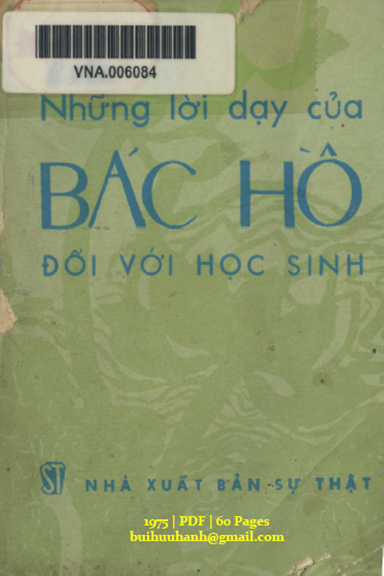 VNA.006084
Những lời dạy của
BÁC HỒ
ĐỐI VỚI HỌC SINH
ST NHÀ XUẤT BẢN - SỰ THẬT
1975 | PDF | 60 Pages
buihuuhanh@gmail.com